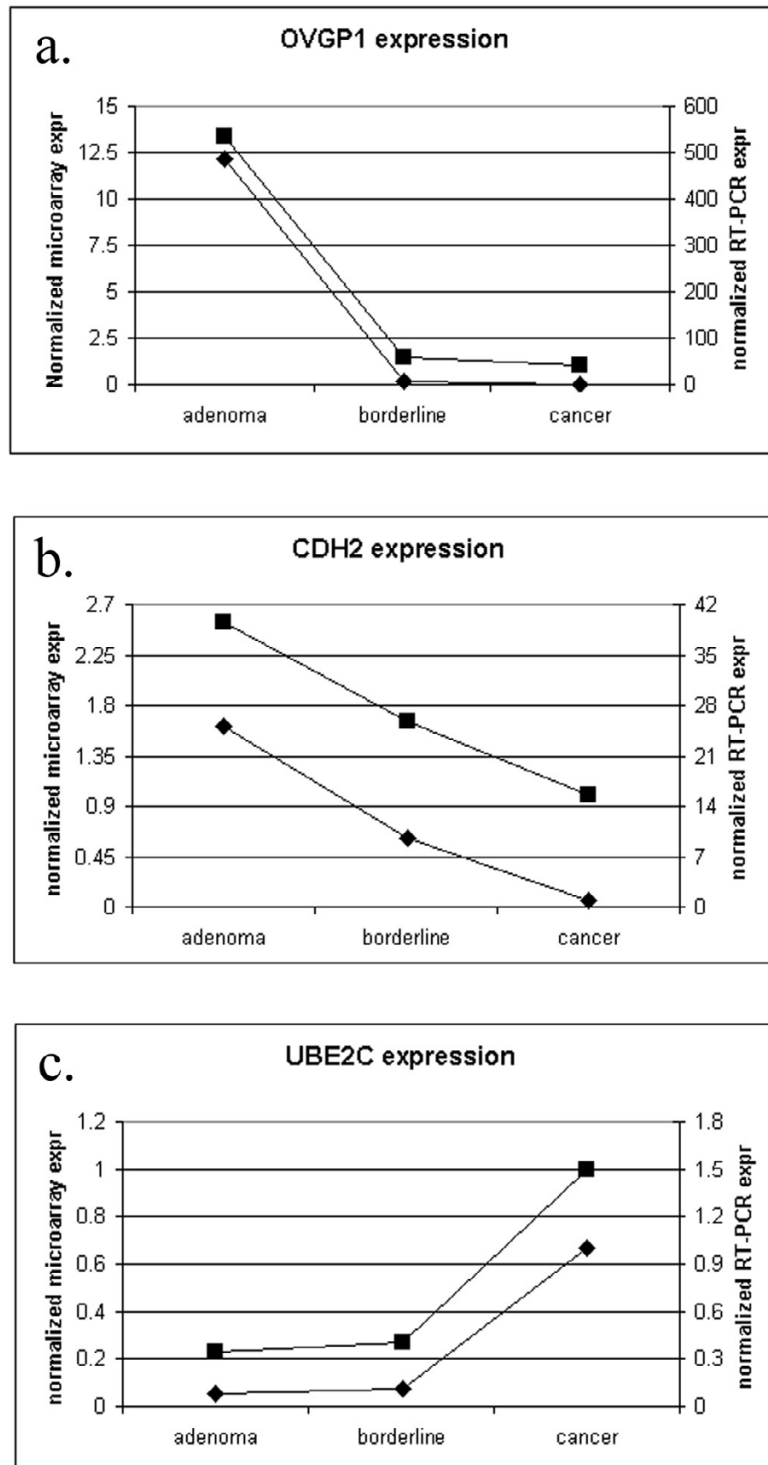 a.
OVGP1 expression
Normalized microarray expr
normalized RT-PCR expr
15
12.5
10
7.5
5
2.5
0
600
500
400
300
200
100
0
adenoma borderline cancer
b.
CDH2 expression
normalized microarray expr
normalized RT-PCR expr
2.7
2.25
1.8
1.35
0.9
0.45
0
42
35
28
21
14
7
0
adenoma borderline cancer
c.
UBE2C expression
normalized microarray expr
normalized RT-PCR expr
1.2
1
0.8
0.6
0.4
0.2
0
1.8
1.5
1.2
0.9
0.6
0.3
0
adenoma borderline cancer